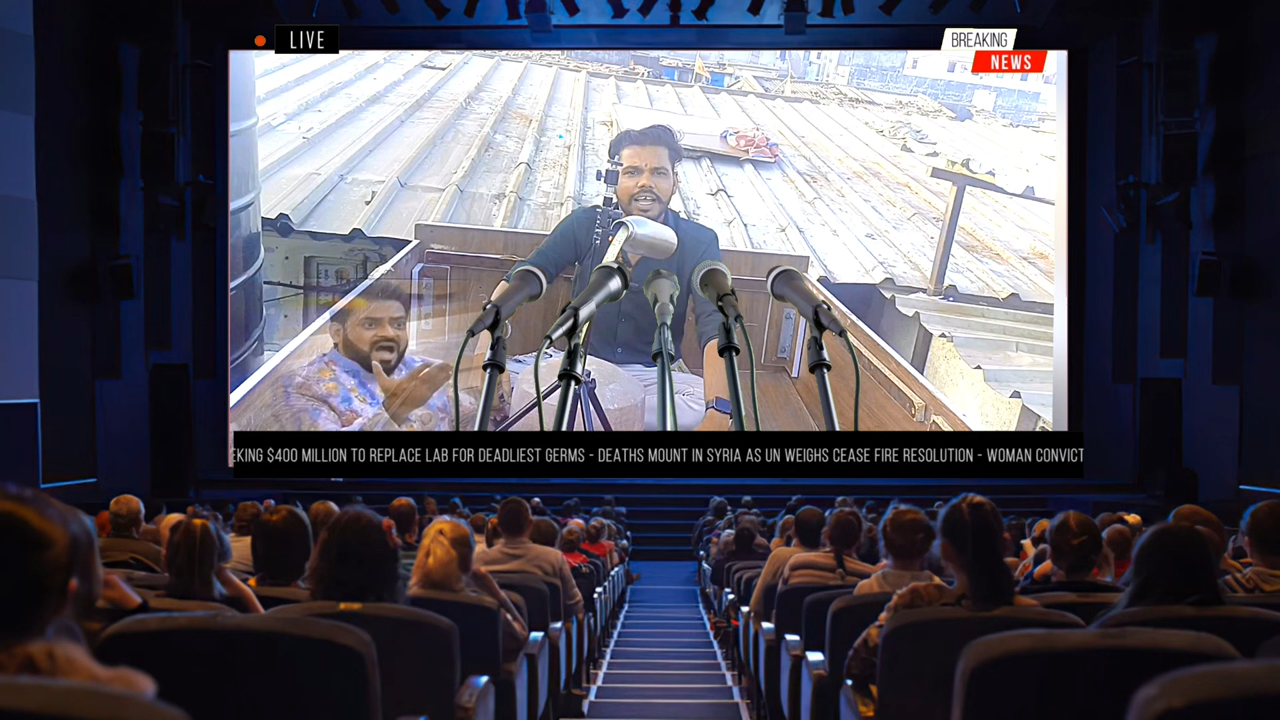 LIVE
BREAKING
NEWS
EKING $400 MILLION TO REPLACE LAB FOR DEADLIEST GERMS - DEATHS MOUNT IN SYRIA AS UN WEIGHS CEASE FIRE RESOLUTION - WOMAN CONVICT